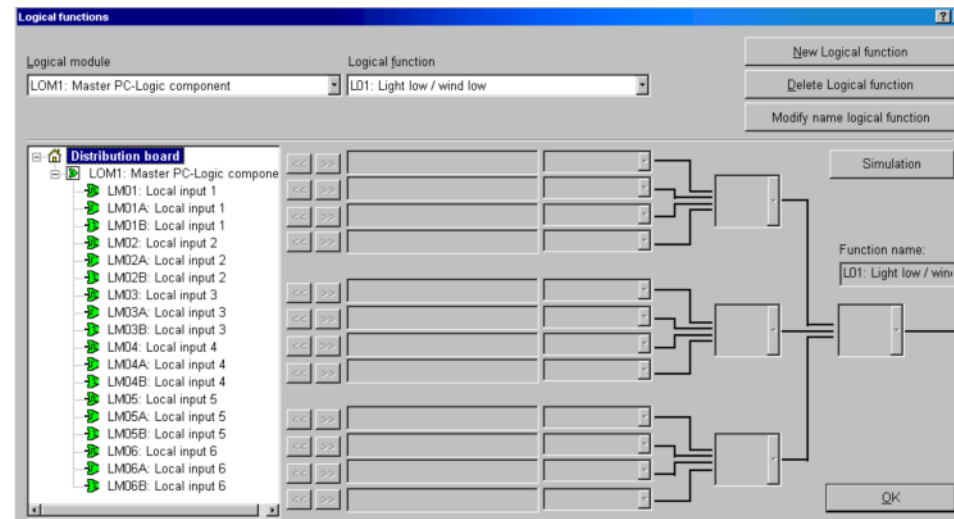 Logical functions
?
Logical module
Logical function
New Logical function
LOM1: Master PC-Logic component
L01: Light low / wind low
Delete Logical function
Modify name logical function
Distribution board
LOM1: Master PC-Logic compone
LM01: Local input 1
LM01A: Local input 1
LM01B: Local input 1
LM02: Local input 2
LM02A: Local input 2
LM02B: Local input 2
LM03: Local input 3
LM03A: Local input 3
LM03B: Local input 3
LM04: Local input 4
LM04A: Local input 4
LM04B: Local input 4
LM05: Local input 5
LM05A: Local input 5
LM05B: Local input 5
LM06: Local input 6
LM06A: Local input 6
LM06B: Local input 6
<< >>
<< >>
<< >>
<< >>
<< >>
<< >>
<< >>
<< >>
<< >>
<< >>
<< >>
<< >>
Simulation
Function name:
L01: Light low / win
OK